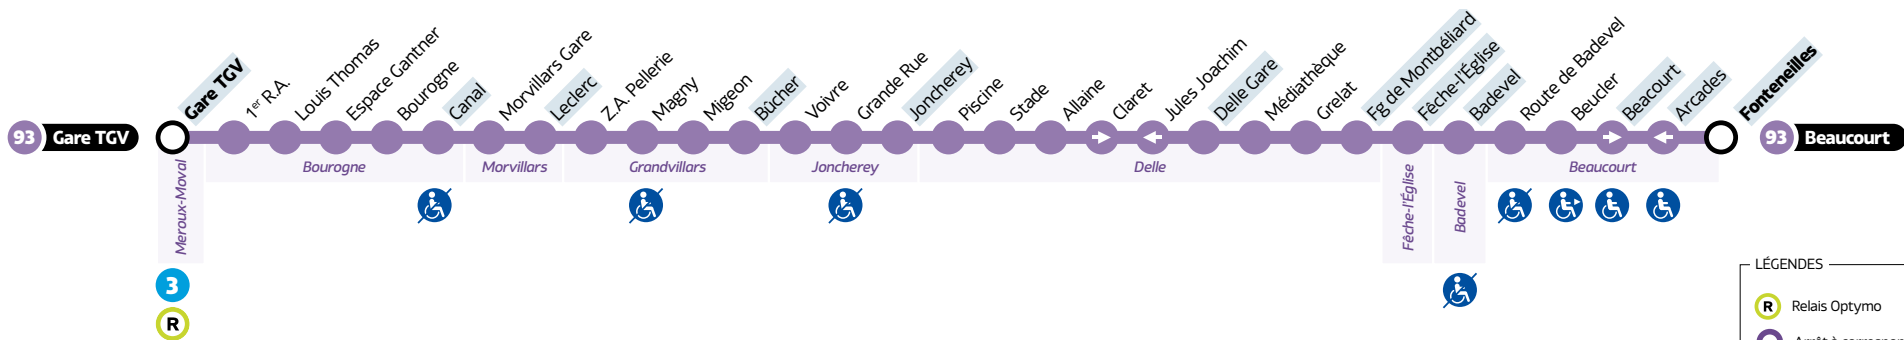 93 Gare TGV
Gare TGV
1er R.A.
Louis Thomas
Espace Gantner
Bourogne
Canal
Morvillars Gare
Leclerc
Z.A. Pellerie
Magny
Migeon
Bûcher
Voivre
Grande Rue
Joncherey
Piscine
Stade
Allaine
Claret
Jules Joachim
Delle Gare
Médiathèque
Grelat
Fg de Montbéliard
Fêche-l'Église
Badevel
Route de Badevel
Beucler
Beacourt
Arcades
Fonteneilles
93 Beaucourt
Meroux-Moval
Bourogne
Morvillars
Grandvillars
Joncherey
Delle
Fêche-l'Église
Badevel
Beaucourt
3
R
LÉGENDES
R Relais Optymo